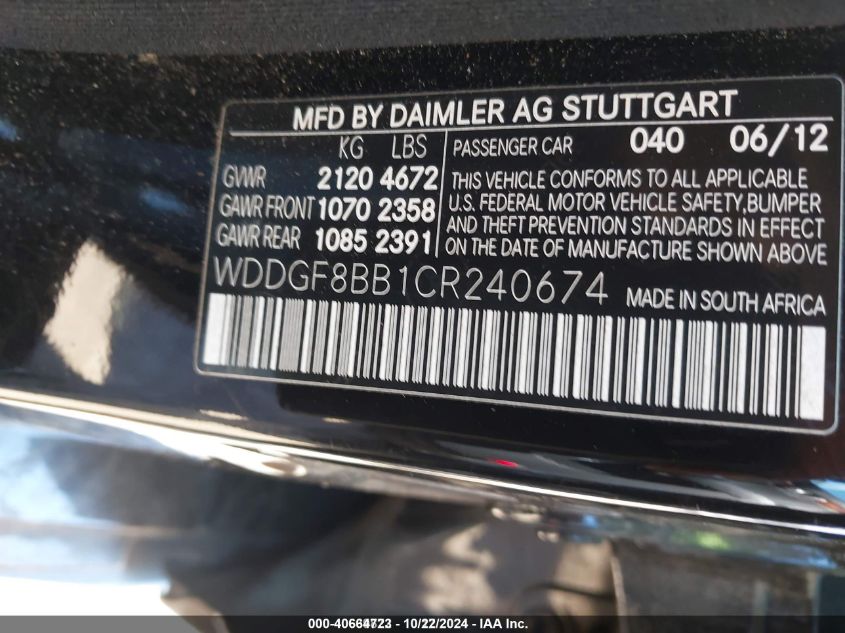 MFD BY DAIMLER AG STUTTGART
KG LBS
GVWR 2120 4672
GAWR FRONT 1070 2358
GAWR REAR 1085 2391
PASSENGER CAR 040 06/12
THIS VEHICLE CONFORMS TO ALL APPLICABLE
U.S. FEDERAL MOTOR VEHICLE SAFETY, BUMPER
AND THEFT PREVENTION STANDARDS IN EFFECT
ON THE DATE OF MANUFACTURE SHOWN ABOVE
WDDGF8BB1CR240674 MADE IN SOUTH AFRICA
10/22/2024 - IAA Inc.